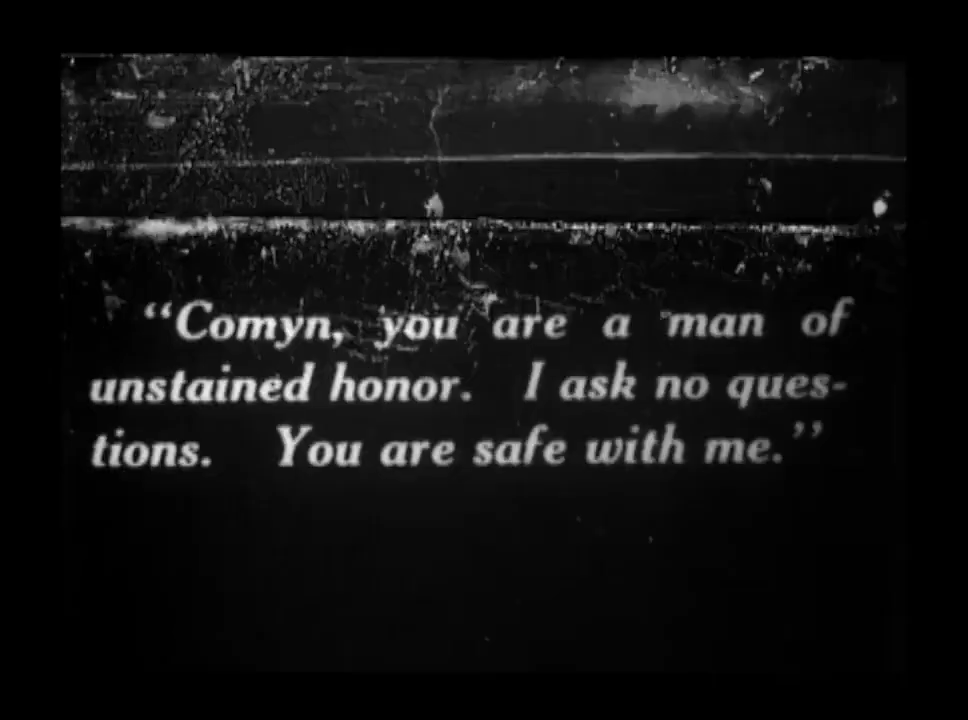 “Comyn, you are a man of
unstained honor. I ask no ques-
tions. You are safe with me.”